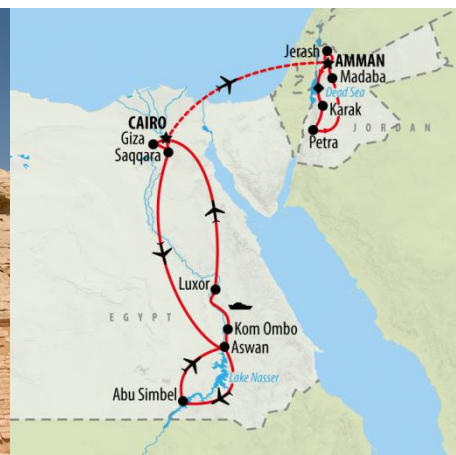 Jerash
AMMAN
Madaba
Dead Sea
Karak
Petra
JORDAN
CAIRO
Giza
Saqqara
Luxor
EGYPT
Kom Ombo
Aswan
Lake Nasser
Abu Simbel